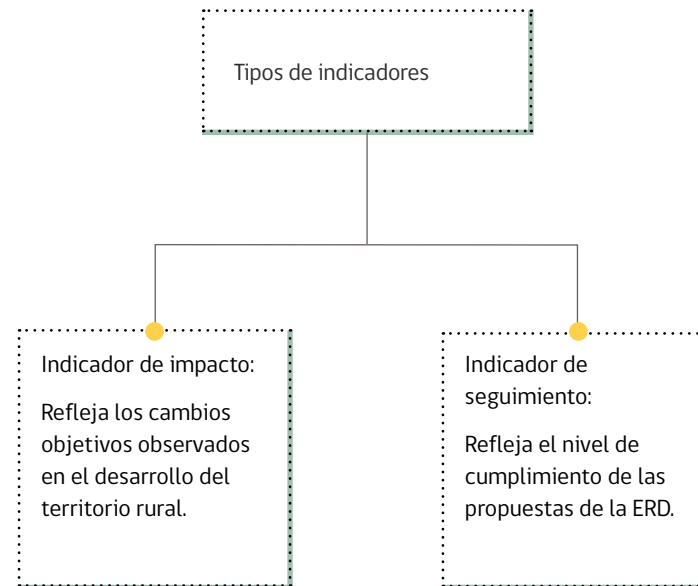 Tipos de indicadores
Indicador de impacto:
Refleja los cambios
objetivos observados
en el desarrollo del
territorio rural.
Indicador de
seguimiento:
Refleja el nivel de
cumplimiento de las
propuestas de la ERD.